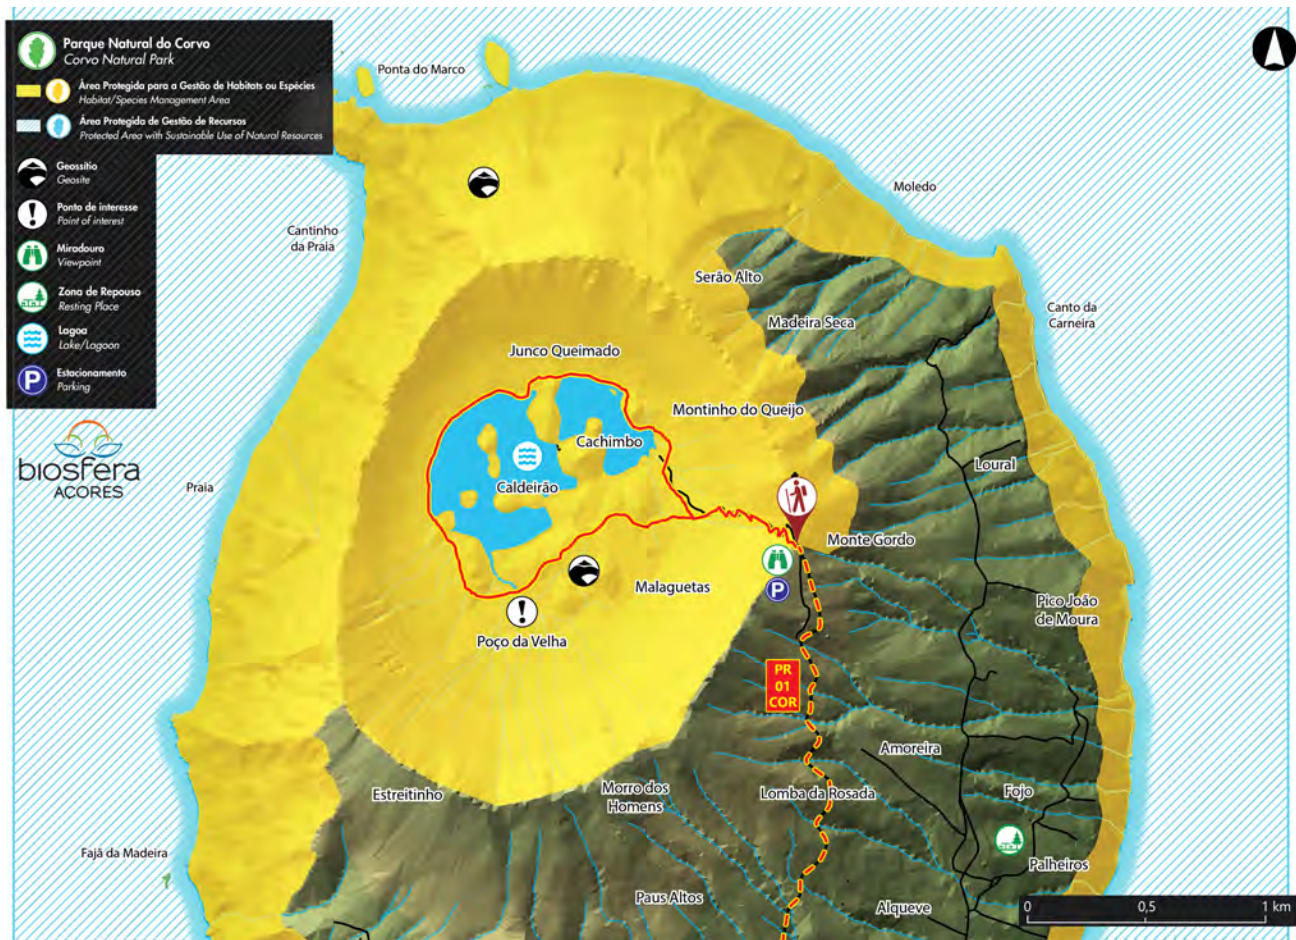 Parque Natural do Corvo
Corvo Natural Park
Área Protegida para a Gestão de Habitats ou Espécies
Habitat/Species Management Area
Área Protegida de Gestão de Recursos
Protected Area with Sustainable Use of Natural Resources
Geossítio
Geosite
Ponto de interesse
Point of interest
Miradouro
Viewpoint
Zona de Repouso
Resting Place
Lagoa
Lake/Lagoon
P
Estacionamento
Parking
biosfera
AÇORES
Ponta do Marco
Moledo
Cantinho
da Praia
Serão Alto
Canto da
Carneira
Madeira Seca
Junco Queimado
Montinho do Queijo
Cachimbo
Loural
Caldeirão
Praia
Monte Gordo
Malaguetas
P
Pico João
de Moura
Poço da Velha
PR
01
COR
Amoreira
Estreitinho
Morro dos
Homens
Lomba da Rosada
Fojo
Fajã da Madeira
Palheiros
Paus Altos
Alqueve
0
0,5
1 km